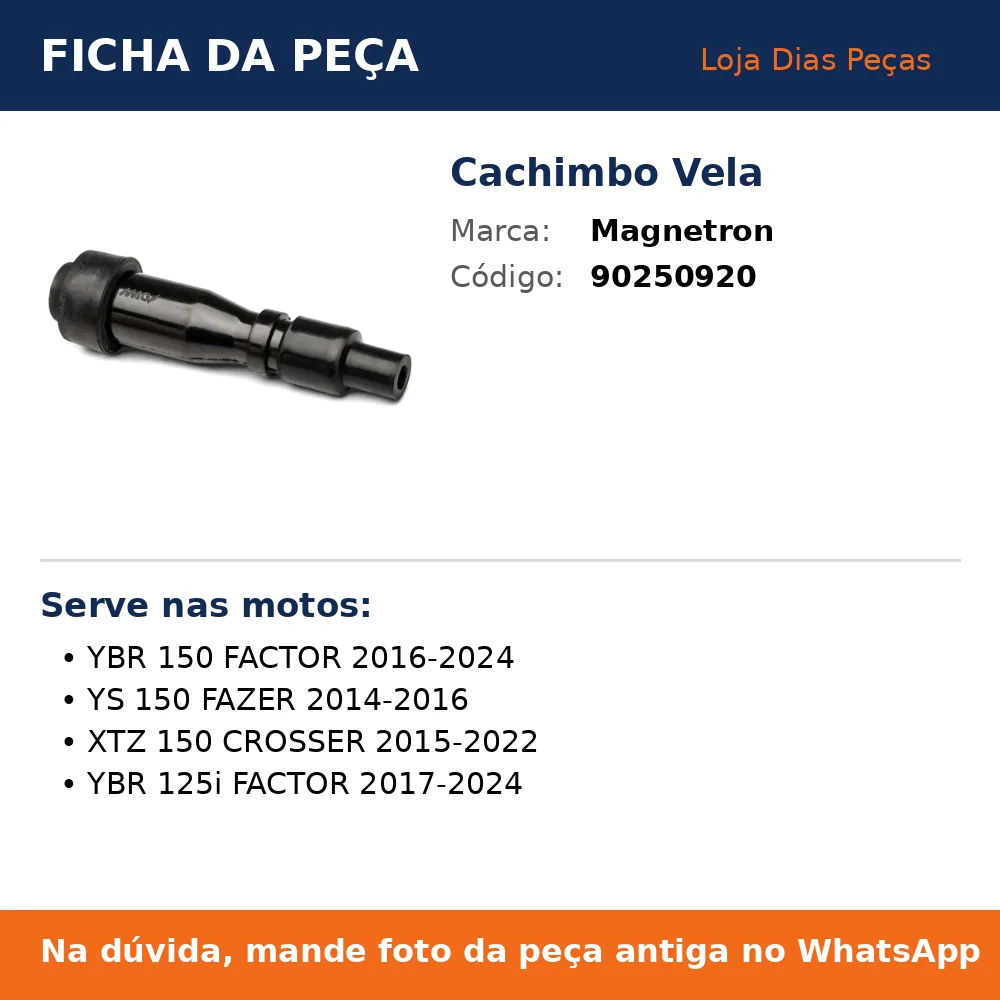 FICHA DA PEÇA
Loja Dias Peças
Cachimbo Vela
Marca: Magnetron
Código: 90250920
Serve nas motos:
• YBR 150 FACTOR 2016-2024
• YS 150 FAZER 2014-2016
• XTZ 150 CROSSER 2015-2022
• YBR 125i FACTOR 2017-2024
Na dúvida, mande foto da peça antiga no WhatsApp